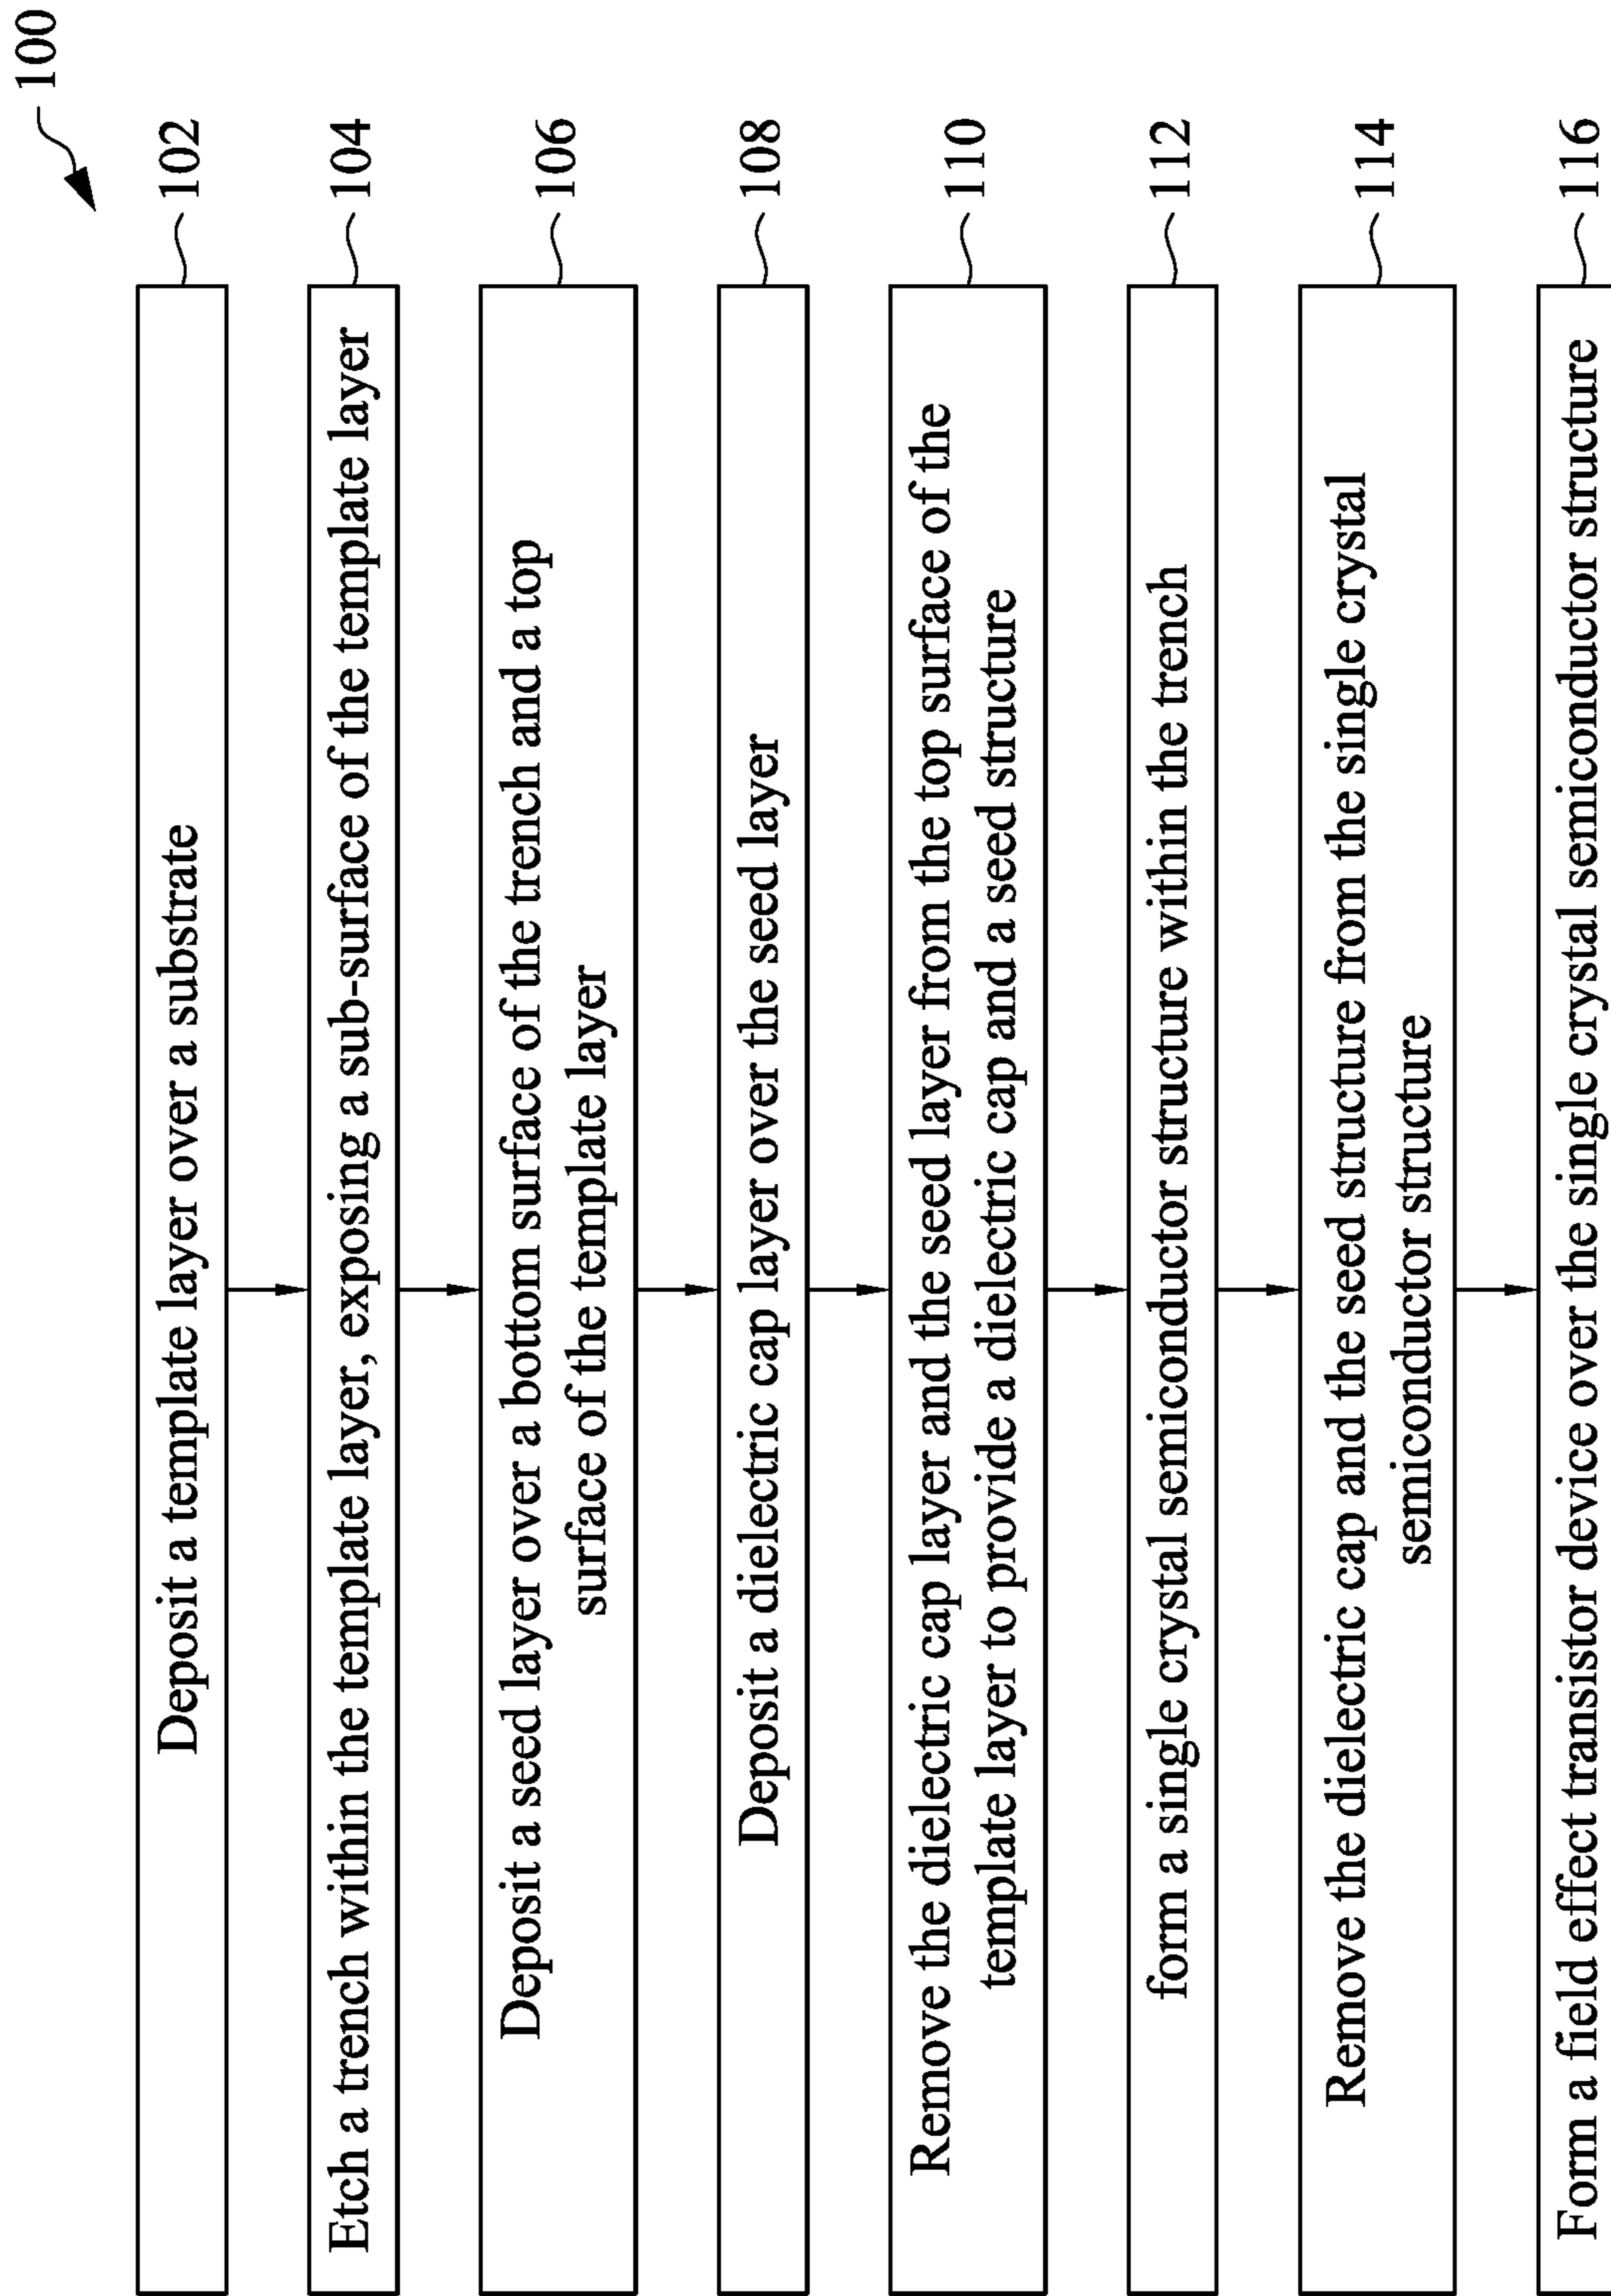 100
Deposit a template layer over a substrate
102
Etch a trench within the template layer, exposing a sub-surface of the template layer
104
Deposit a seed layer over a bottom surface of the trench and a top
surface of the template layer
106
Deposit a dielectric cap layer over the seed layer
108
Remove the dielectric cap layer and the seed layer from the top surface of the
template layer to provide a dielectric cap and a seed structure
110
form a single crystal semiconductor structure within the trench
112
Remove the dielectric cap and the seed structure from the single crystal
semiconductor structure
114
Form a field effect transistor device over the single crystal semiconductor structure
116